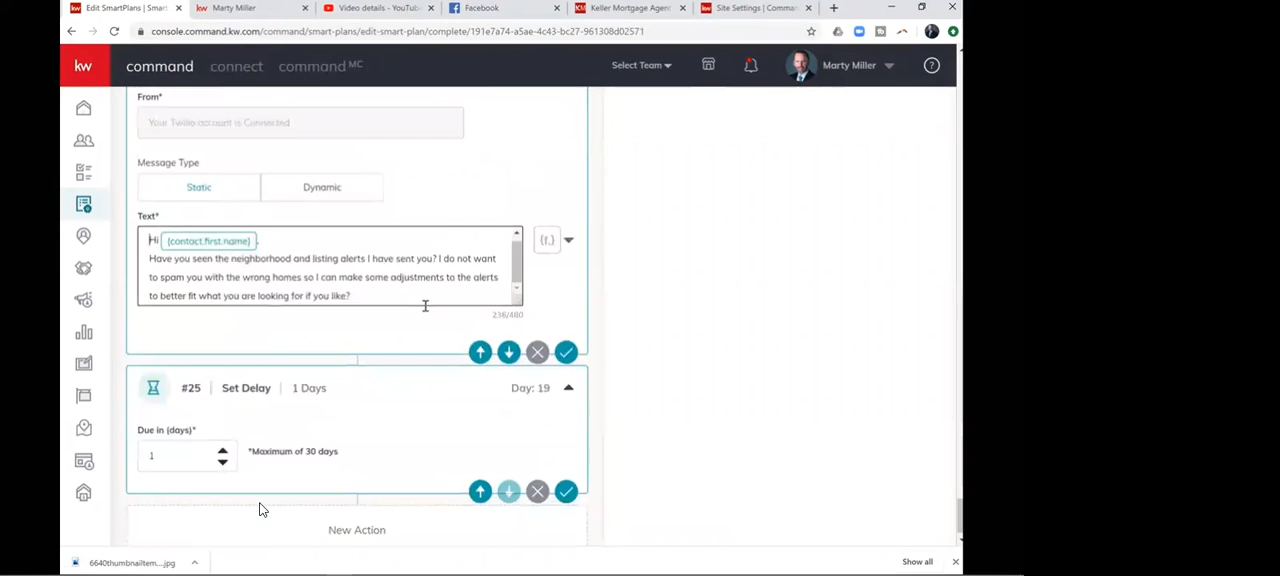 Edit SmartPlans | Smart
Marty Miller
Video details - YouTub
Facebook
Keller Mortgage Agen
Site Settings | Comma
console.command.kw.com/command/smart-plans/edit-smart-plan/complete/191e7a74-a5ae-4c43-bc27-961308d02571
kw command connect command MC
Select Team
Marty Miller
From*
Your Twilio account is Connected
Message Type
Static Dynamic
Text*
Hi {contact.first.name},
Have you seen the neighborhood and listing alerts I have sent you? I do not want
to spam you with the wrong homes so I can make some adjustments to the alerts
to better fit what you are looking for if you like?
236/480
#25 Set Delay 1 Days Day: 19
Due in (days)*
1 *Maximum of 30 days
New Action
6640thumbnailtem....jpg
Show all